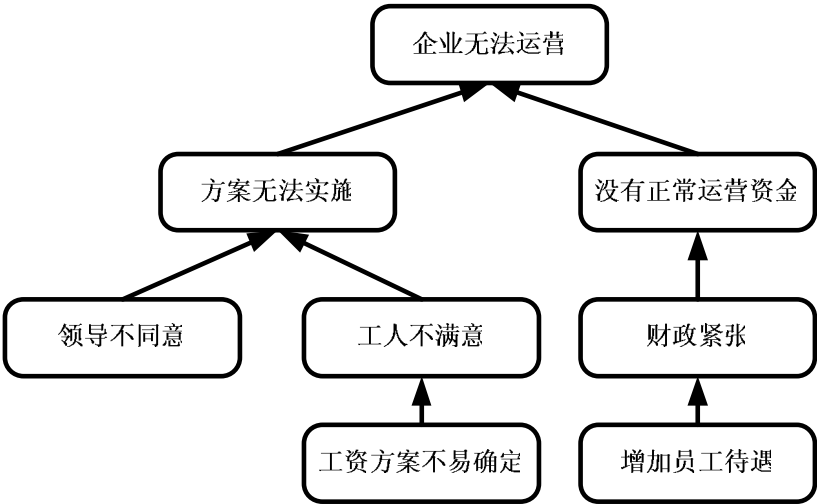 企业无法运营
方案无法实施
没有正常运营资金
领导不同意
工人不满意
财政紧张
工资方案不易确定
增加员工待遇